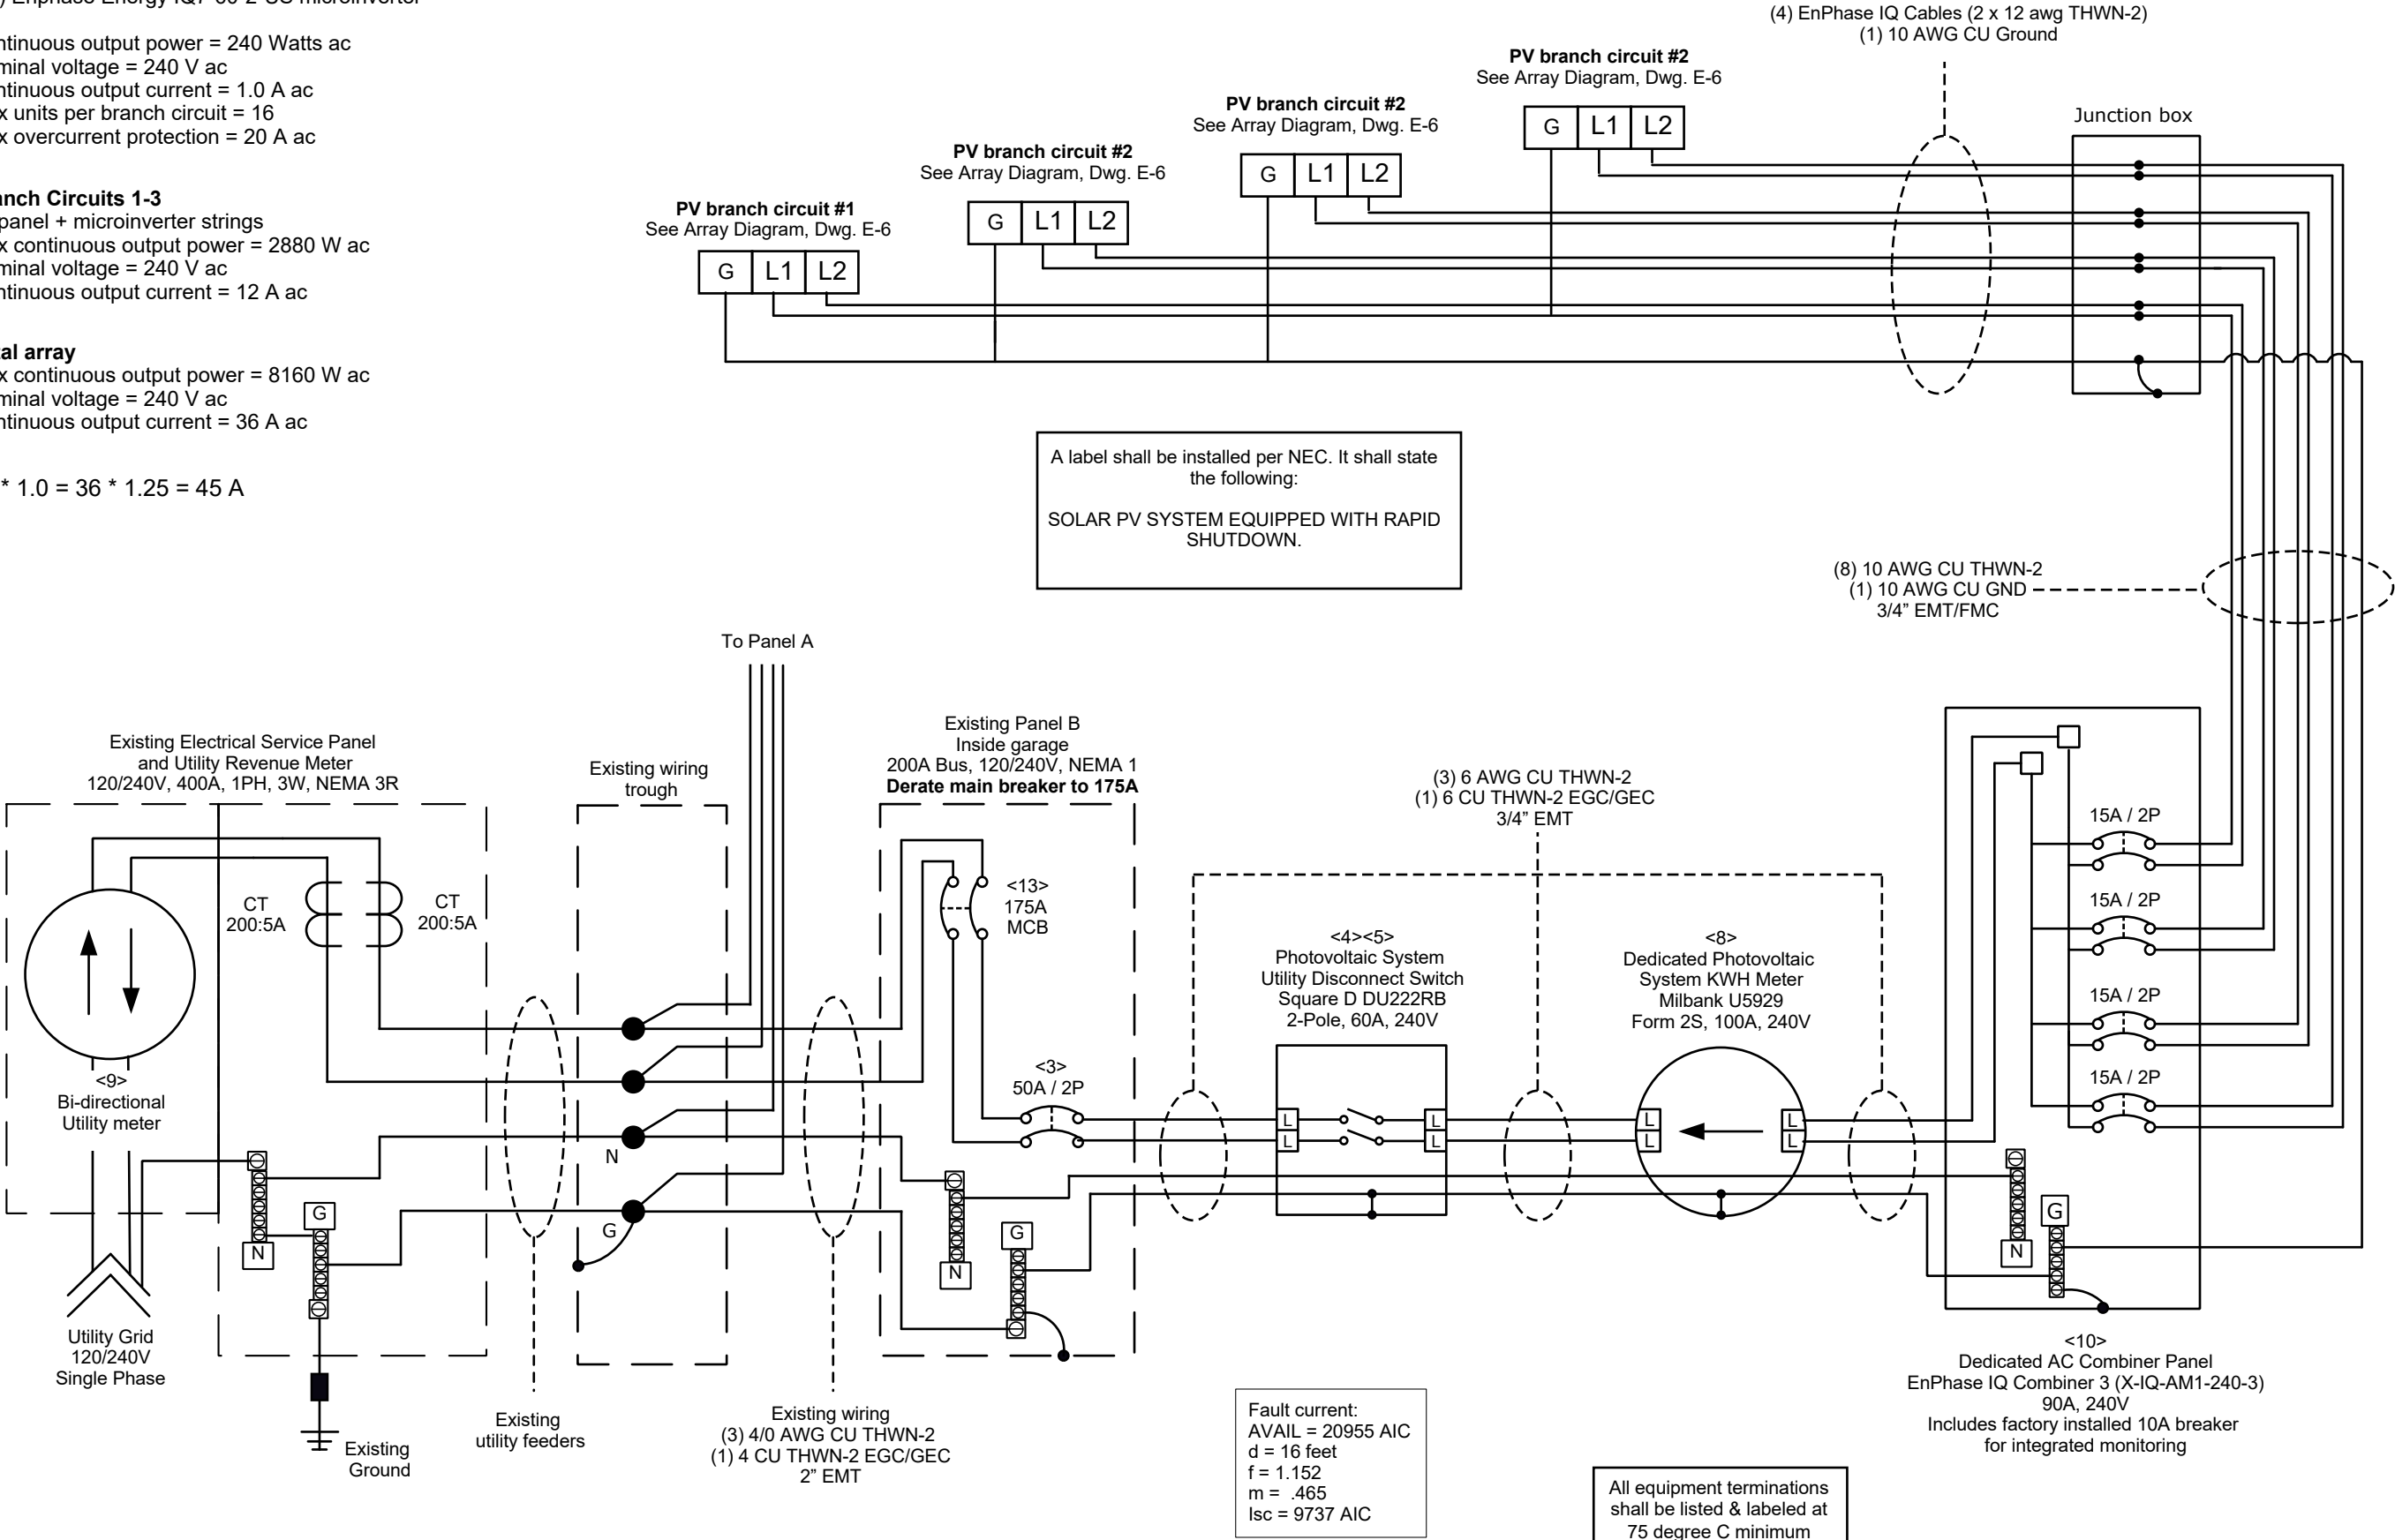 Enphase Energy IQ7-60-2-US microinverter
ntinuous output power = 240 Watts ac
minal voltage = 240 V ac
ntinuous output current = 1.0 A ac
x units per branch circuit = 16
x overcurrent protection = 20 A ac
anch Circuits 1-3
panel + microinverter strings
x continuous output power = 2880 W ac
minal voltage = 240 V ac
ntinuous output current = 12 A ac
tal array
x continuous output power = 8160 W ac
minal voltage = 240 V ac
ntinuous output current = 36 A ac
* 1.0 = 36 * 1.25 = 45 A
(4) EnPhase IQ Cables (2 x 12 awg THWN-2)
(1) 10 AWG CU Ground
PV branch circuit #2
See Array Diagram, Dwg. E-6
G L1 L2
PV branch circuit #2
See Array Diagram, Dwg. E-6
G L1 L2
PV branch circuit #2
See Array Diagram, Dwg. E-6
G L1 L2
PV branch circuit #1
See Array Diagram, Dwg. E-6
G L1 L2
Junction box
A label shall be installed per NEC. It shall state
the following:
SOLAR PV SYSTEM EQUIPPED WITH RAPID
SHUTDOWN.
(8) 10 AWG CU THWN-2
(1) 10 AWG CU GND
3/4” EMT/FMC
To Panel A
Existing Electrical Service Panel
and Utility Revenue Meter
120/240V, 400A, 1PH, 3W, NEMA 3R
CT
200:5A
CT
200:5A
<9>
Bi-directional
Utility meter
N
G
Utility Grid
120/240V
Single Phase
Existing
Ground
Existing
utility feeders
Existing wiring
trough
N
G
Existing wiring
(3) 4/0 AWG CU THWN-2
(1) 4 CU THWN-2 EGC/GEC
2” EMT
Existing Panel B
Inside garage
200A Bus, 120/240V, NEMA 1
Derate main breaker to 175A
<13>
175A
MCB
<3>
50A / 2P
N
G
(3) 6 AWG CU THWN-2
(1) 6 CU THWN-2 EGC/GEC
3/4” EMT
<4><5>
Photovoltaic System
Utility Disconnect Switch
Square D DU222RB
2-Pole, 60A, 240V
L L
L L
<8>
Dedicated Photovoltaic
System KWH Meter
Milbank U5929
Form 2S, 100A, 240V
L L
L L
15A / 2P
15A / 2P
15A / 2P
15A / 2P
N
G
<10>
Dedicated AC Combiner Panel
EnPhase IQ Combiner 3 (X-IQ-AM1-240-3)
90A, 240V
Includes factory installed 10A breaker
for integrated monitoring
Fault current:
AVAIL = 20955 AIC
d = 16 feet
f = 1.152
m = .465
Isc = 9737 AIC
All equipment terminations
shall be listed & labeled at
75 degree C minimum